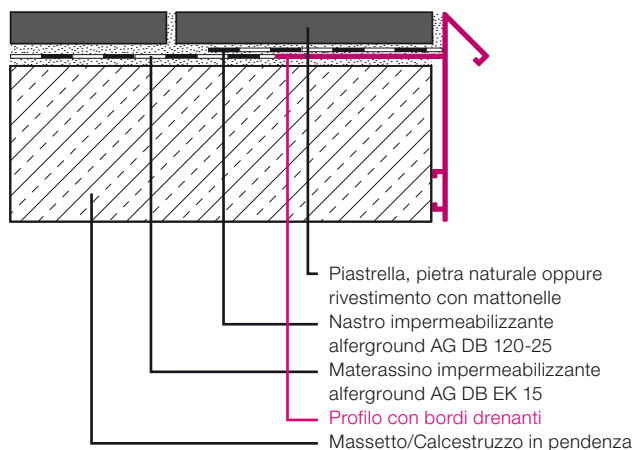 Piastrella, pietra naturale oppure
rivestimento con mattonelle
Nastro impermeabilizzante
alferground AG DB 120-25
Materassino impermeabilizzante
alferground AG DB EK 15
Profilo con bordi drenanti
Massetto/Calcestruzzo in pendenza